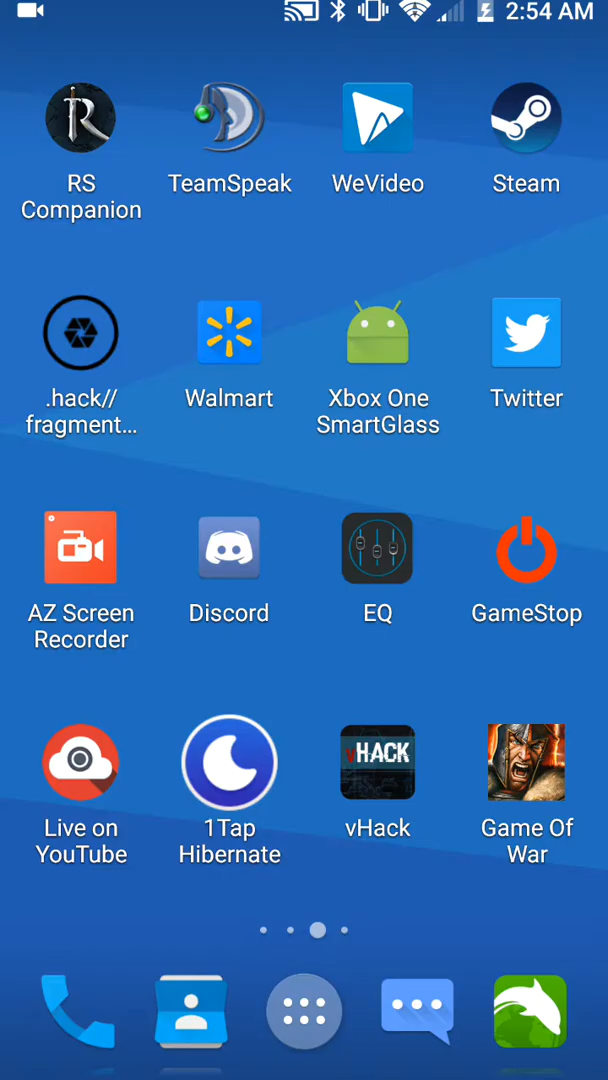 2:54 AM
RS
Companion
TeamSpeak
WeVideo
Steam
.hack//
fragment...
Walmart
Xbox One
SmartGlass
Twitter
AZ Screen
Recorder
Discord
EQ
GameStop
vHACK
Live on
YouTube
1Tap
Hibernate
vHack
Game Of
War